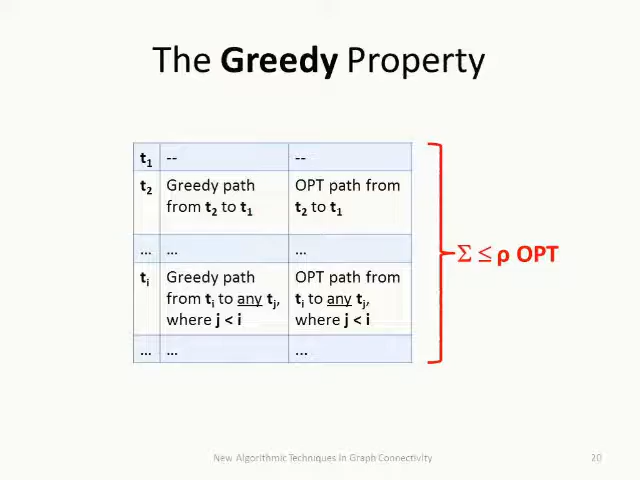 The Greedy Property
t1 -- --
t2 Greedy path from t2 to t1 OPT path from t2 to t1
... ... ...
ti Greedy path from ti to any tj, where j < i OPT path from ti to any tj, where j < i
... ... ...
Σ ≤ ρ OPT
New Algorithmic Techniques in Graph Connectivity
20